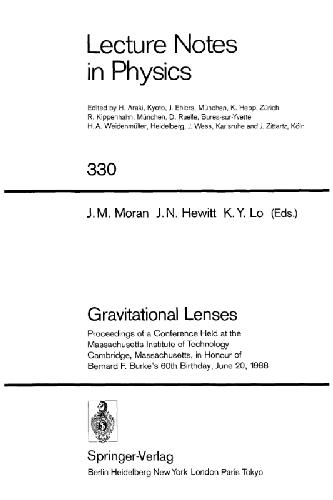 Lecture Notes
in Physics
Edited by H. Araki, Kyoto, J. Ehlers, München, K. Hepp, Zürich
R. Kippenhahn, München, D. Ruelle, Bures-sur-Yvette
H. A. Weidenmüller, Heidelberg, J. Wess, Karlsruhe and J. Zittartz, Köln
330
J. M. Moran J. N. Hewitt K. Y. Lo (Eds.)
Gravitational Lenses
Proceedings of a Conference Held at the
Massachusetts Institute of Technology
Cambridge, Massachusetts, in Honour of
Bernard F. Burke's 60th Birthday, June 20, 1988
Springer-Verlag
Berlin Heidelberg New York London Paris Tokyo